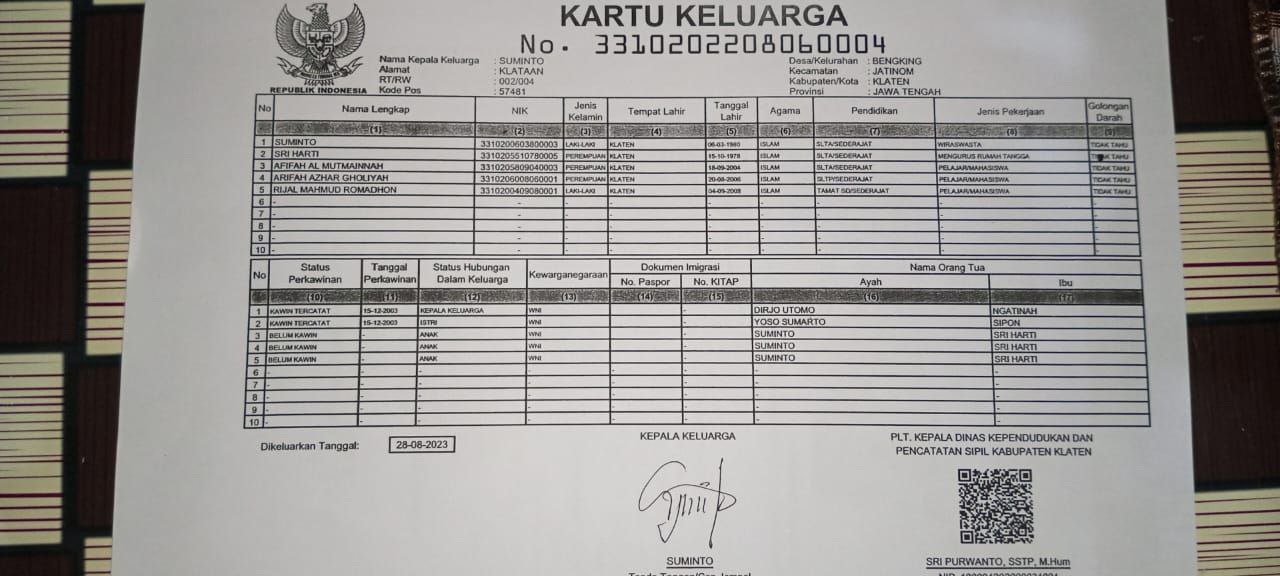 KARTU KELUARGA
No. 3310202208060004
REPUBLIK INDONESIA
Nama Kepala Keluarga : SUMINTO
Alamat : KLATAAN
RT/RW : 002/004
Kode Pos : 57481
Desa/Kelurahan : BENGKING
Kecamatan : JATINOM
Kabupaten/Kota : KLATEN
Provinsi : JAWA TENGAH
No Nama Lengkap NIK Jenis Kelamin Tempat Lahir Tanggal Lahir Agama Pendidikan Jenis Pekerjaan Golongan Darah
(1) (2) (3) (4) (5) (6) (7) (8) (9)
1 SUMINTO 3310200603800003 LAKI-LAKI KLATEN 06-03-1980 ISLAM SLTA/SEDERAJAT WIRASWASTA TIDAK TAHU
2 SRI HARTI 3310205510780005 PEREMPUAN KLATEN 15-10-1978 ISLAM SLTA/SEDERAJAT MENGURUS RUMAH TANGGA TIDAK TAHU
3 AFIFAH AL MUTMAINNAH 3310205809040003 PEREMPUAN KLATEN 18-09-2004 ISLAM SLTA/SEDERAJAT PELAJAR/MAHASISWA TIDAK TAHU
4 ARIFAH AZHAR GHOLIYAH 3310206008060001 PEREMPUAN KLATEN 20-08-2006 ISLAM SLTP/SEDERAJAT PELAJAR/MAHASISWA TIDAK TAHU
5 RIJAL MAHMUD ROMADHON 3310200409080001 LAKI-LAKI KLATEN 04-09-2008 ISLAM TAMAT SD/SEDERAJAT PELAJAR/MAHASISWA TIDAK TAHU
6 - - - - - - - - -
7 - - - - - - - - -
8 - - - - - - - - -
9 - - - - - - - - -
10 - - - - - - - - -
No Status Perkawinan Tanggal Perkawinan Status Hubungan Dalam Keluarga Kewarganegaraan Dokumen Imigrasi Nama Orang Tua
No. Paspor No. KITAP Ayah Ibu
(10) (11) (12) (13) (14) (15) (16) (17)
1 KAWIN TERCATAT 15-12-2003 KEPALA KELUARGA WNI - DIRJO UTOMO NGATINAH
2 KAWIN TERCATAT 15-12-2003 ISTRI WNI - YOSO SUMARTO SIPON
3 BELUM KAWIN - ANAK WNI - SUMINTO SRI HARTI
4 BELUM KAWIN - ANAK WNI - SUMINTO SRI HARTI
5 BELUM KAWIN - ANAK WNI - SUMINTO SRI HARTI
6 - - - - - - -
7 - - - - - - -
8 - - - - - - -
9 - - - - - - -
10 - - - - - - -
Dikeluarkan Tanggal: 28-08-2023
KEPALA KELUARGA
SUMINTO
PLT. KEPALA DINAS KEPENDUDUKAN DAN
PENCATATAN SIPIL KABUPATEN KLATEN
SRI PURWANTO, SSTP, M.Hum